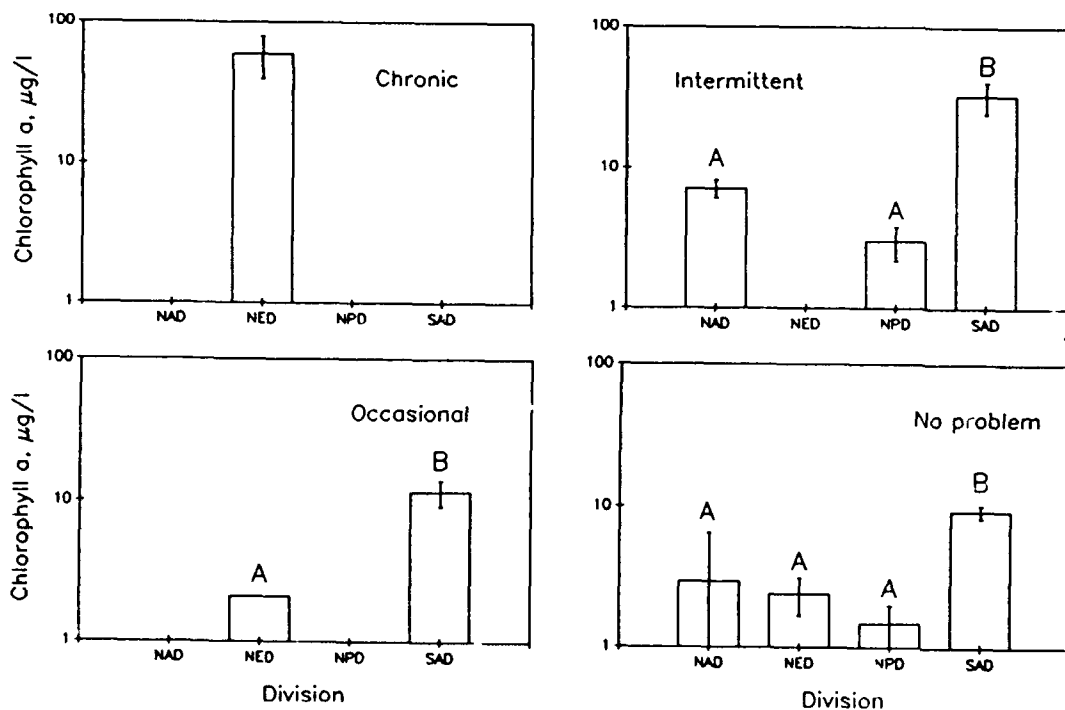 Chlorophyll a, µg/l
100
10
1
Chronic
NAD NED NPD SAD
100
10
1
Intermittent
A
A
B
NAD NED NPD SAD
Chlorophyll a, µg/l
100
10
1
Occasional
A
B
NAD NED NPD SAD
Division
100
10
1
No problem
A
A
A
B
NAD NED NPD SAD
Division